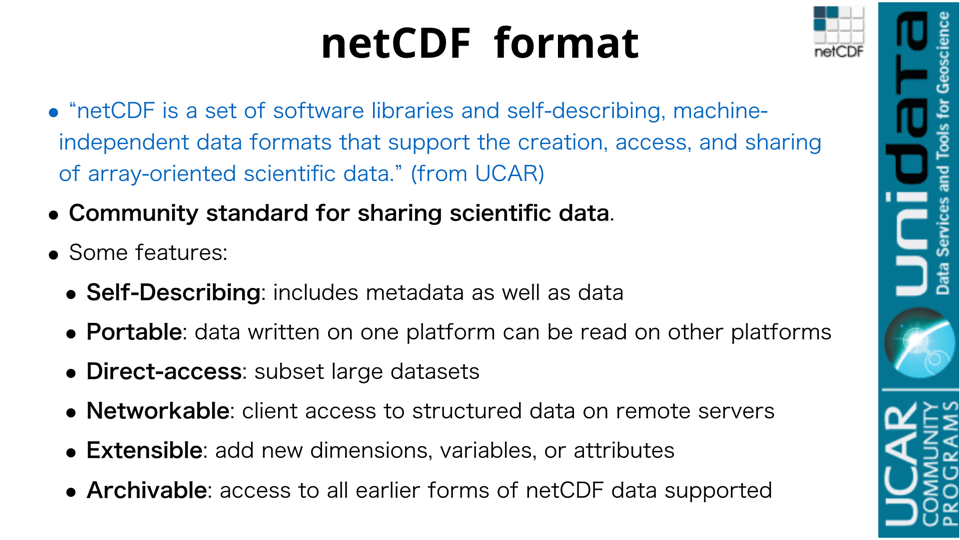 netCDF format
netCDF
• “netCDF is a set of software libraries and self-describing, machine-
independent data formats that support the creation, access, and sharing
of array-oriented scientific data.” (from UCAR)
• Community standard for sharing scientific data.
• Some features:
• Self-Describing: includes metadata as well as data
• Portable: data written on one platform can be read on other platforms
• Direct-access: subset large datasets
• Networkable: client access to structured data on remote servers
• Extensible: add new dimensions, variables, or attributes
• Archivable: access to all earlier forms of netCDF data supported
unidata
Data Services and Tools for Geoscience
UCAR
COMMUNITY
PROGRAMS